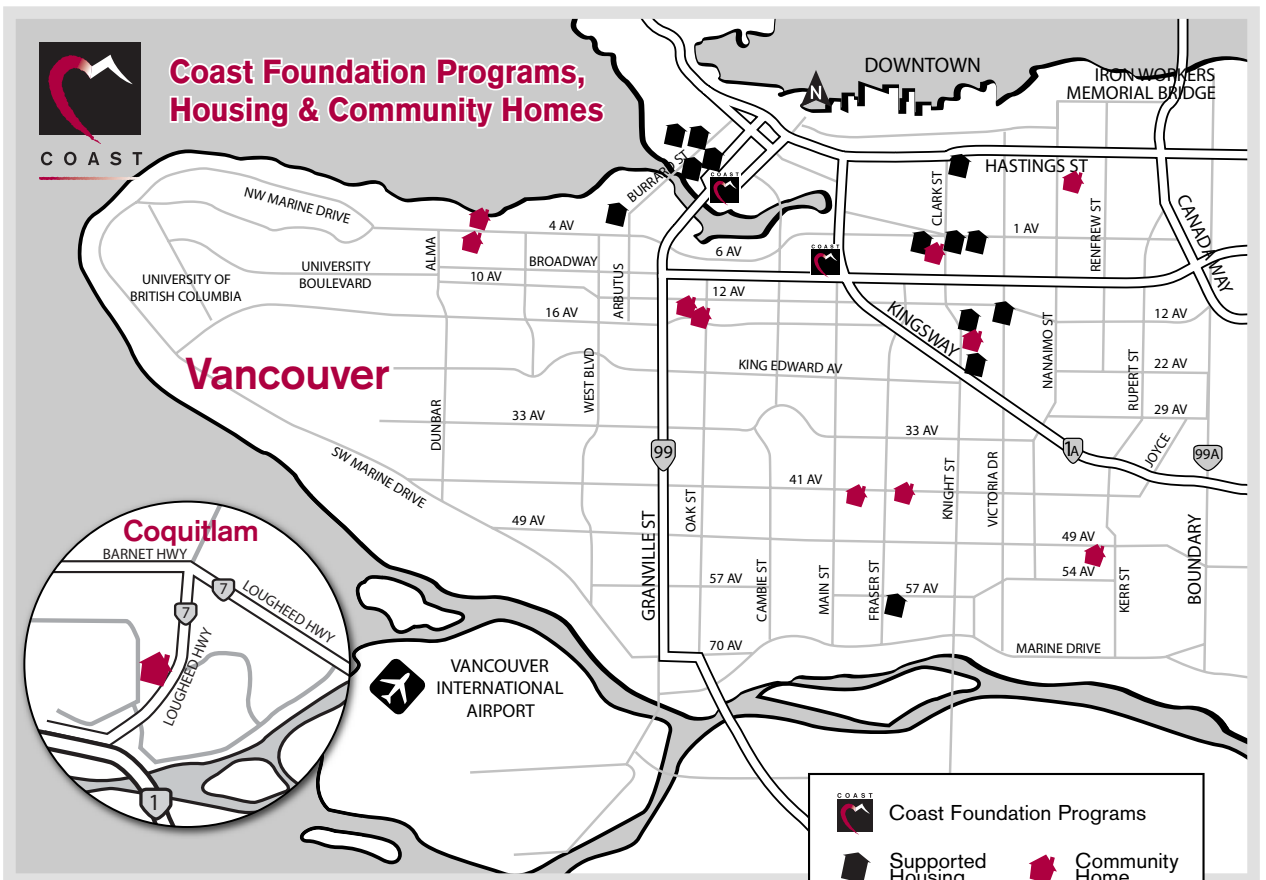 Coast Foundation Programs,
Housing & Community Homes
COAST
DOWNTOWN
N
IRON WORKERS
MEMORIAL BRIDGE
HASTINGS ST
BURRARD ST
COAST
CLARK ST
RENFREW ST
CANADA WAY
NW MARINE DRIVE
4 AV
1 AV
6 AV
COAST
ALMA
BROADWAY
UNIVERSITY
BOULEVARD
10 AV
UNIVERSITY OF
BRITISH COLUMBIA
ARBUTUS
12 AV
12 AV
16 AV
KINGSWAY
NANAIMO ST
Vancouver
WEST BLVD
KING EDWARD AV
22 AV
RUPERT ST
DUNBAR
33 AV
29 AV
33 AV
99
1A
JOYCE
99A
SW MARINE DRIVE
41 AV
OAK ST
KNIGHT ST
VICTORIA DR
49 AV
49 AV
GRANVILLE ST
57 AV
CAMBIE ST
MAIN ST
FRASER ST
57 AV
54 AV
KERR ST
BOUNDARY
70 AV
MARINE DRIVE
Coquitlam
BARNET HWY
7
7
LOUGHEED HWY
LOUGHEED HWY
1
VANCOUVER
INTERNATIONAL
AIRPORT
COAST
Coast Foundation Programs
Supported
Housing
Community
Home